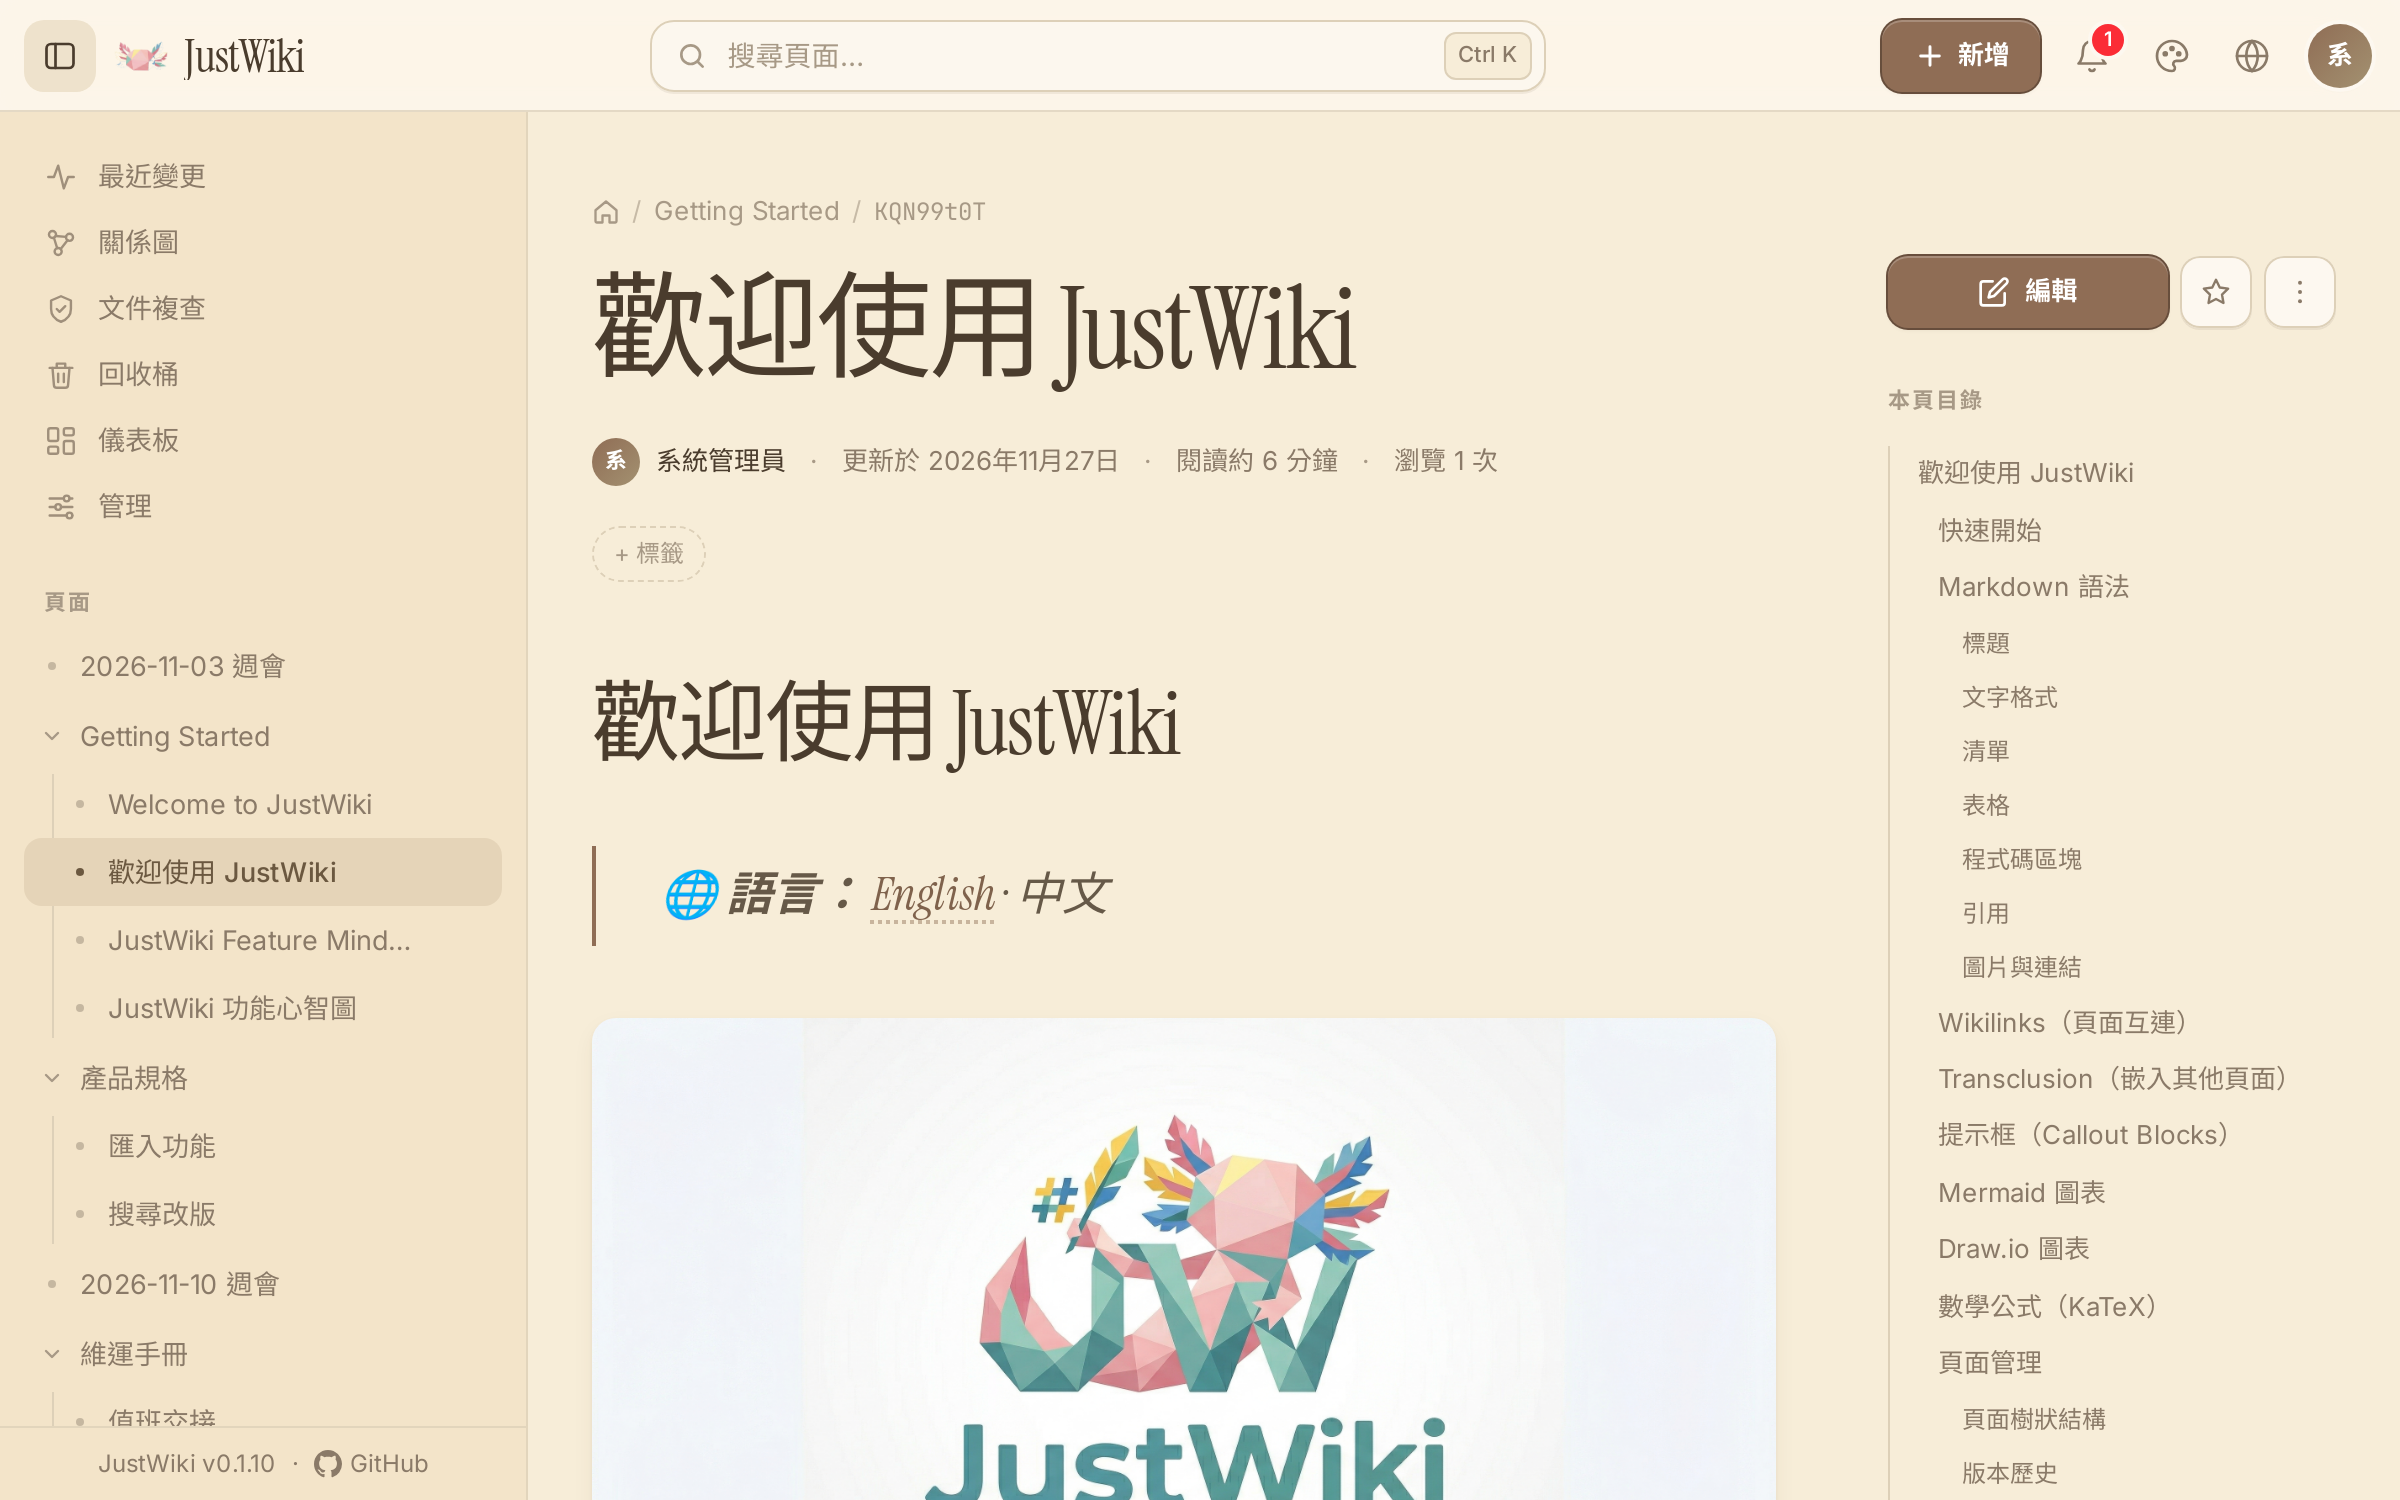 JustWiki
搜尋頁面...
Ctrl K
新增
1
系
最近變更
關係圖
文件複查
回收桶
儀表板
管理
頁面
2026-11-03 週會
Getting Started
Welcome to JustWiki
歡迎使用 JustWiki
JustWiki Feature Mind...
JustWiki 功能心智圖
產品規格
匯入功能
搜尋改版
2026-11-10 週會
維運手冊
值班交接
JustWiki v0.1.10 · GitHub
/ Getting Started / KQN99t0T
歡迎使用 JustWiki
系 系統管理員 · 更新於 2026年11月27日 · 閱讀約 6 分鐘 · 瀏覽 1 次
+ 標籤
歡迎使用 JustWiki
🌐 語言：English · 中文
#
JW
JustWiki
編輯
本頁目錄
歡迎使用 JustWiki
快速開始
Markdown 語法
標題
文字格式
清單
表格
程式碼區塊
引用
圖片與連結
Wikilinks（頁面互連）
Transclusion（嵌入其他頁面）
提示框（Callout Blocks）
Mermaid 圖表
Draw.io 圖表
數學公式（KaTeX）
頁面管理
頁面樹狀結構
版本歷史